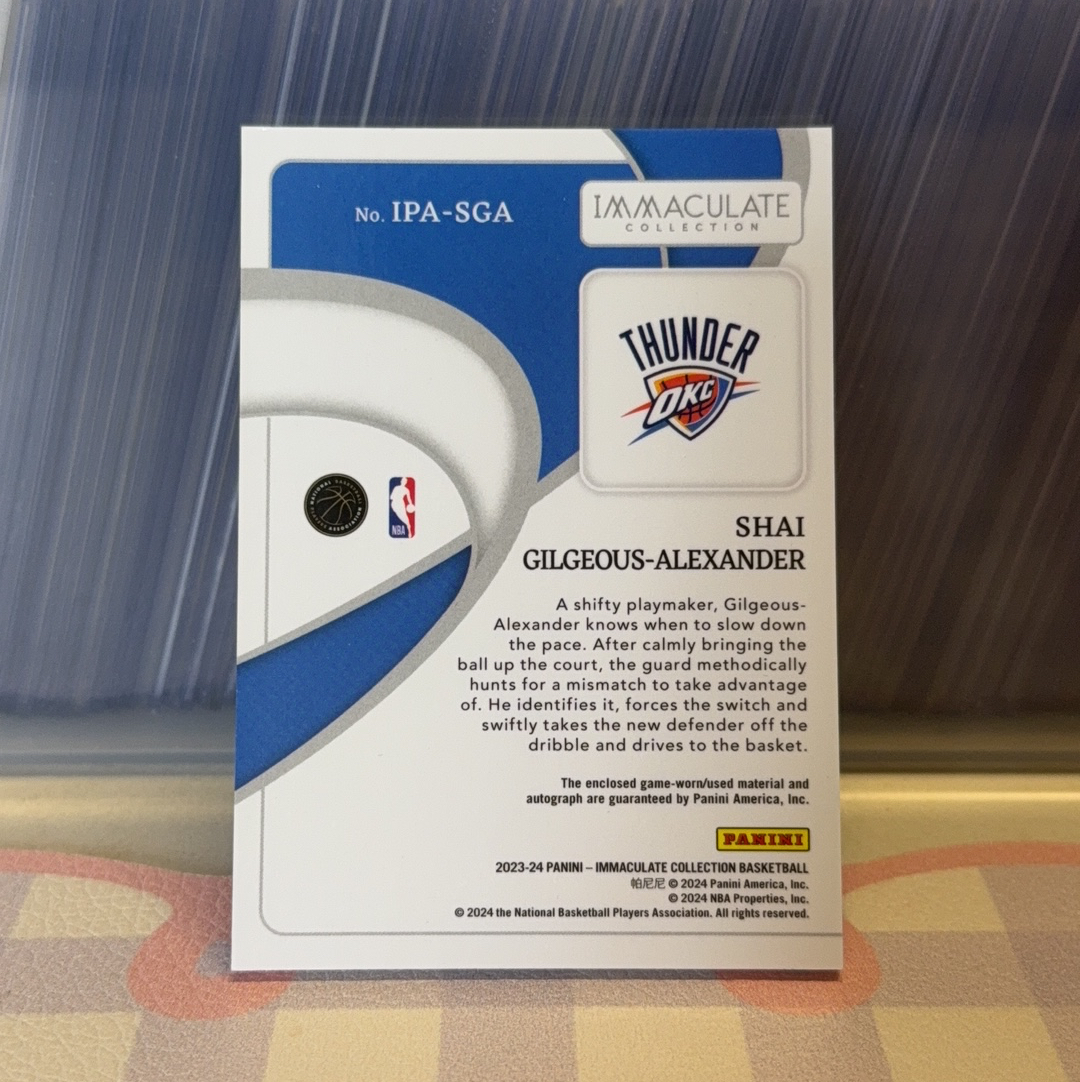 No. IPA-SGA
IMMACULATE
COLLECTION
THUNDER
OKC
NATIONAL BASKETBALL
PLAYERS ASSOCIATION
NBA
SHAI
GILGEOUS-ALEXANDER
A shifty playmaker, Gilgeous-
Alexander knows when to slow down
the pace. After calmly bringing the
ball up the court, the guard methodically
hunts for a mismatch to take advantage
of. He identifies it, forces the switch and
swiftly takes the new defender off the
dribble and drives to the basket.
The enclosed game-worn/used material and
autograph are guaranteed by Panini America, Inc.
PANINI
2023-24 PANINI – IMMACULATE COLLECTION BASKETBALL
帕尼尼 © 2024 Panini America, Inc.
© 2024 NBA Properties, Inc.
© 2024 the National Basketball Players Association. All rights reserved.